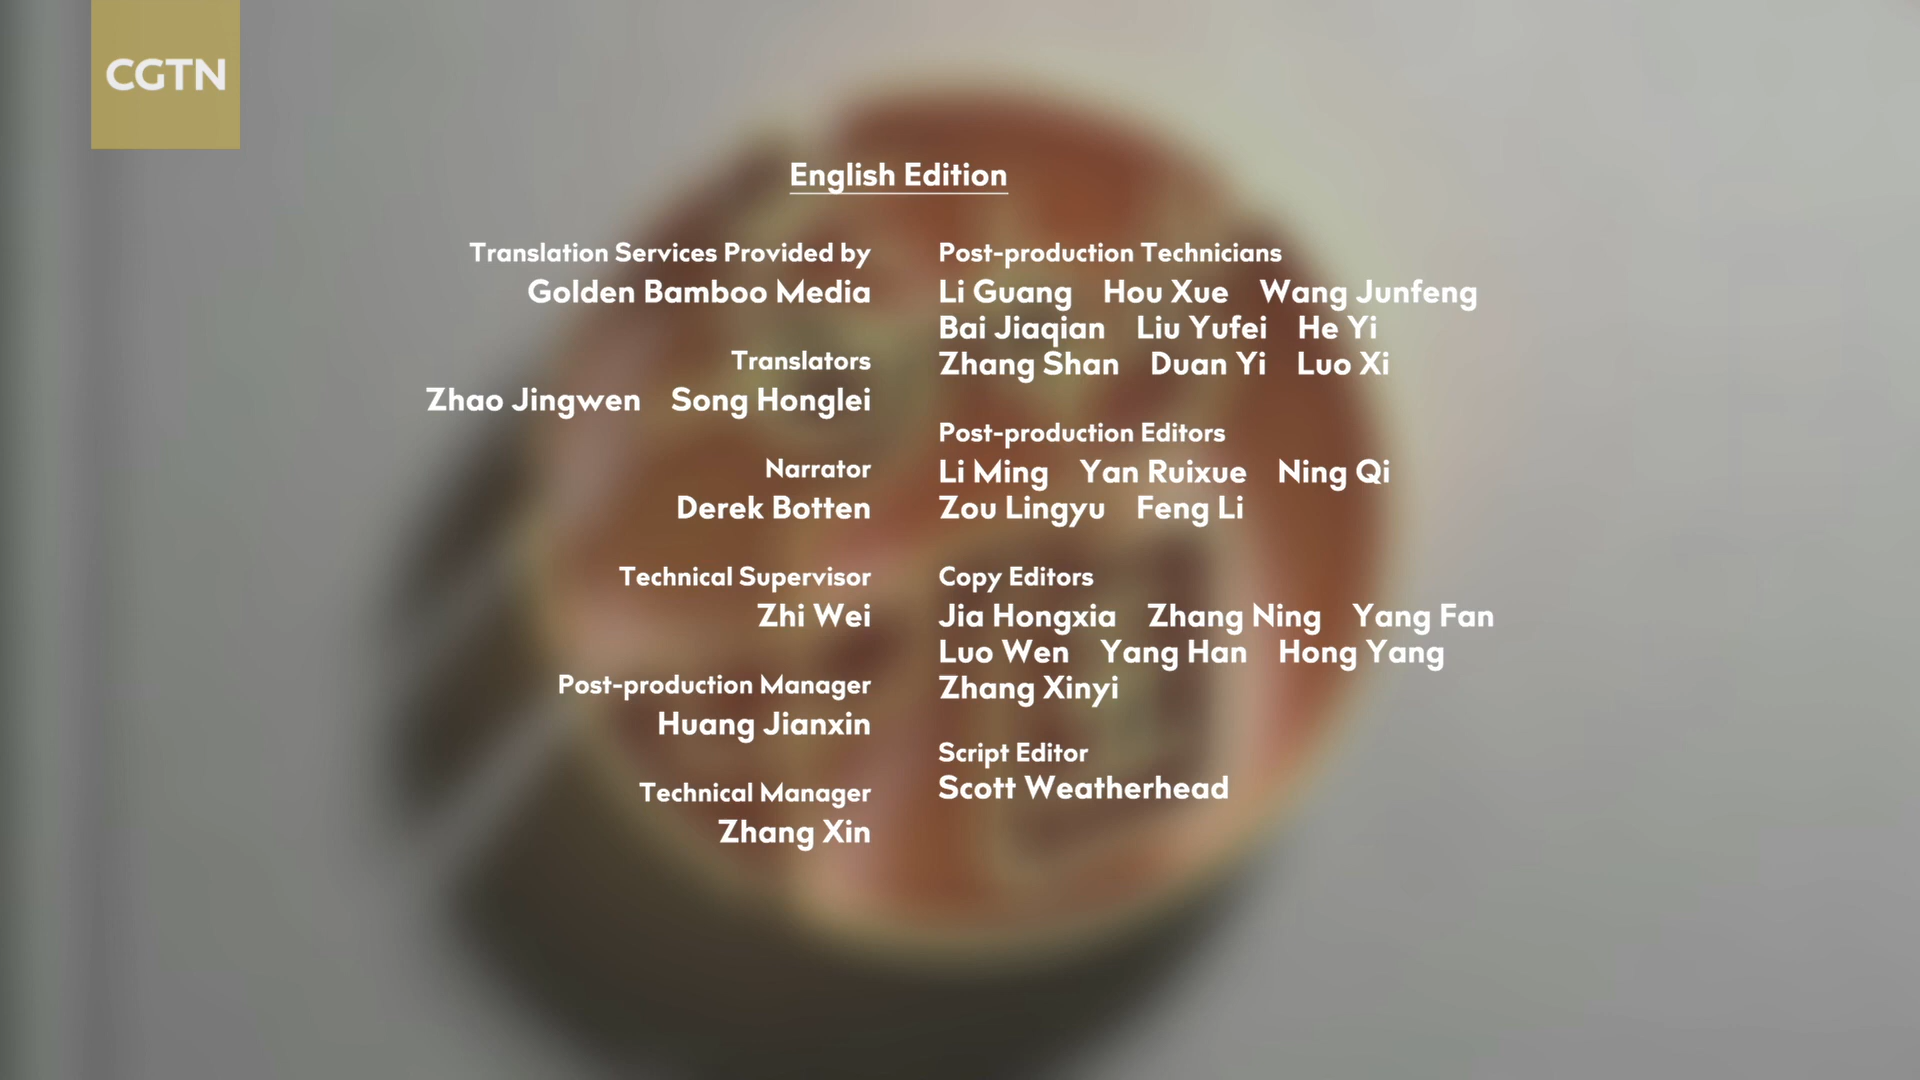 CGTN
English Edition
Translation Services Provided by
Golden Bamboo Media
Translators
Zhao Jingwen Song Honglei
Narrator
Derek Botten
Technical Supervisor
Zhi Wei
Post-production Manager
Huang Jianxin
Technical Manager
Zhang Xin
Post-production Technicians
Li Guang Hou Xue Wang Junfeng
Bai Jiaqian Liu Yufei He Yi
Zhang Shan Duan Yi Luo Xi
Post-production Editors
Li Ming Yan Ruixue Ning Qi
Zou Lingyu Feng Li
Copy Editors
Jia Hongxia Zhang Ning Yang Fan
Luo Wen Yang Han Hong Yang
Zhang Xinyi
Script Editor
Scott Weatherhead